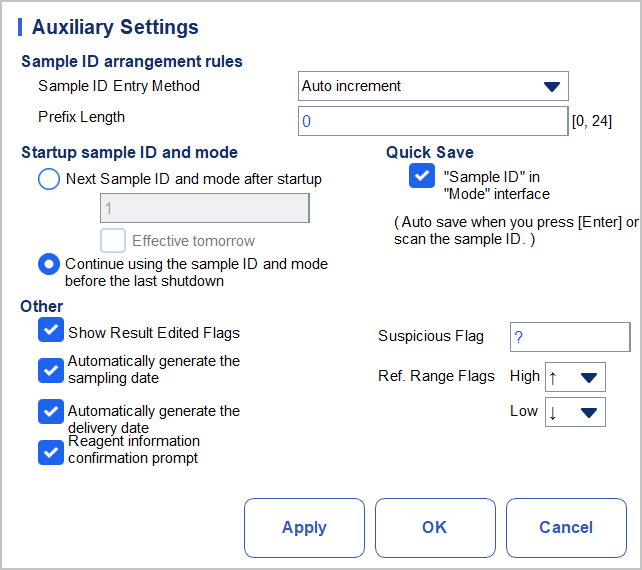 Auxiliary Settings
Sample ID arrangement rules
Sample ID Entry Method
Auto increment
Prefix Length
0
[0, 24]
Startup sample ID and mode
Next Sample ID and mode after startup
1
Effective tomorrow
Continue using the sample ID and mode
before the last shutdown
Quick Save
"Sample ID" in
"Mode" interface
( Auto save when you press [Enter] or
scan the sample ID. )
Other
Show Result Edited Flags
Automatically generate the
sampling date
Automatically generate the
delivery date
Reagent information
confirmation prompt
Suspicious Flag
?
Ref. Range Flags
High
↑
Low
↓
Apply
OK
Cancel